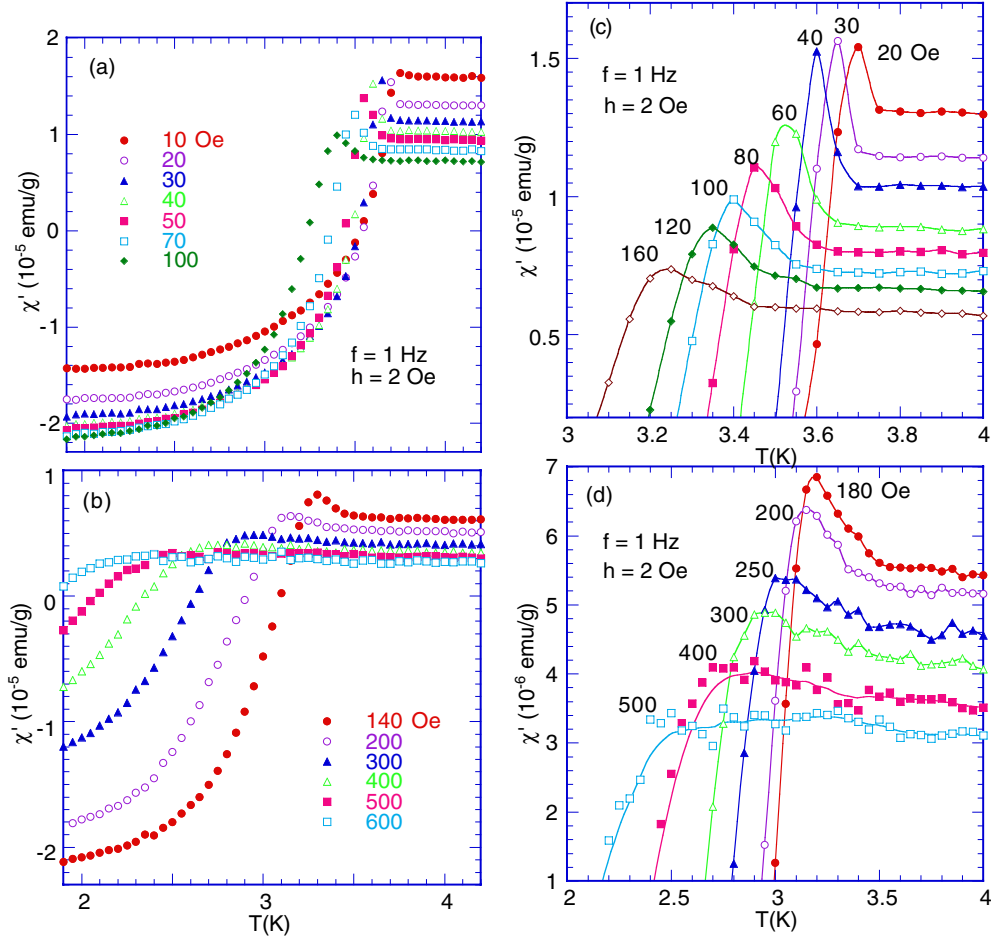 (a)
2
1
0
-1
-2
χ' (10⁻⁵ emu/g)
10 Oe
20
30
40
50
70
100
f = 1 Hz
h = 2 Oe
(b)
1
0
-1
-2
χ' (10⁻⁵ emu/g)
140 Oe
200
300
400
500
600
2
3
4
T(K)
(c)
f = 1 Hz
h = 2 Oe
1.5
1
0.5
χ' (10⁻⁵ emu/g)
20 Oe
30
40
60
80
100
120
160
3
3.2
3.4
3.6
3.8
4
T(K)
(d)
f = 1 Hz
h = 2 Oe
7
6
5
4
3
2
1
χ' (10⁻⁶ emu/g)
180 Oe
200
250
300
400
500
2
2.5
3.0
3.5
4
T(K)